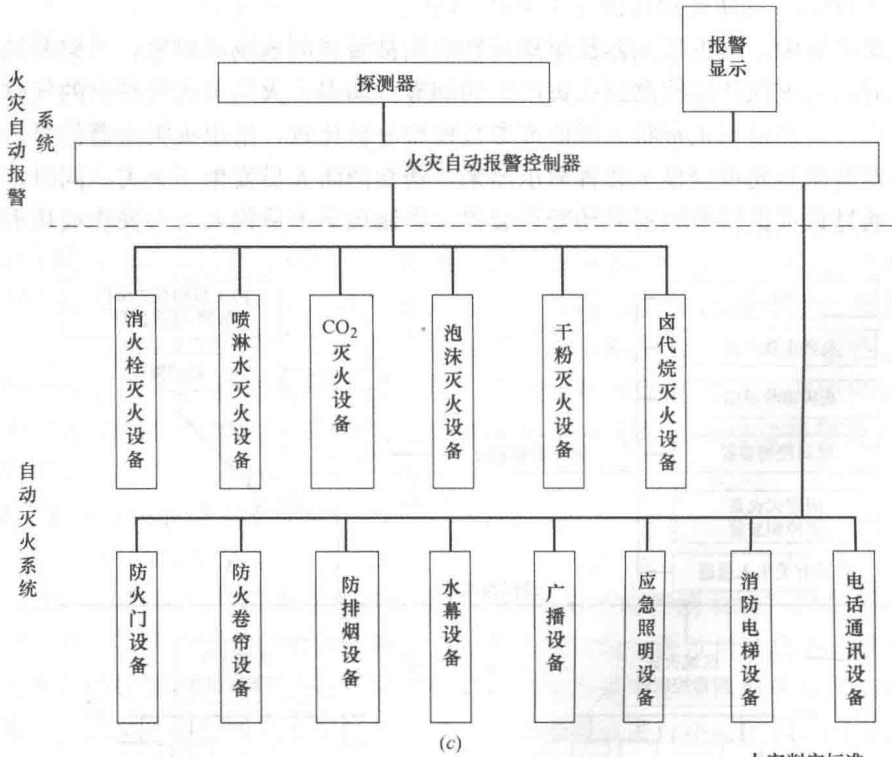 报警
显示
探测器
火灾自动报警
系统
火灾自动报警控制器
消火栓灭火设备
喷淋水灭火设备
CO₂灭火设备
泡沫灭火设备
干粉灭火设备
卤代烷灭火设备
自动灭火系统
防火门设备
防火卷帘设备
防排烟设备
水幕设备
广播设备
应急照明设备
消防电梯设备
电话通讯设备
(c)